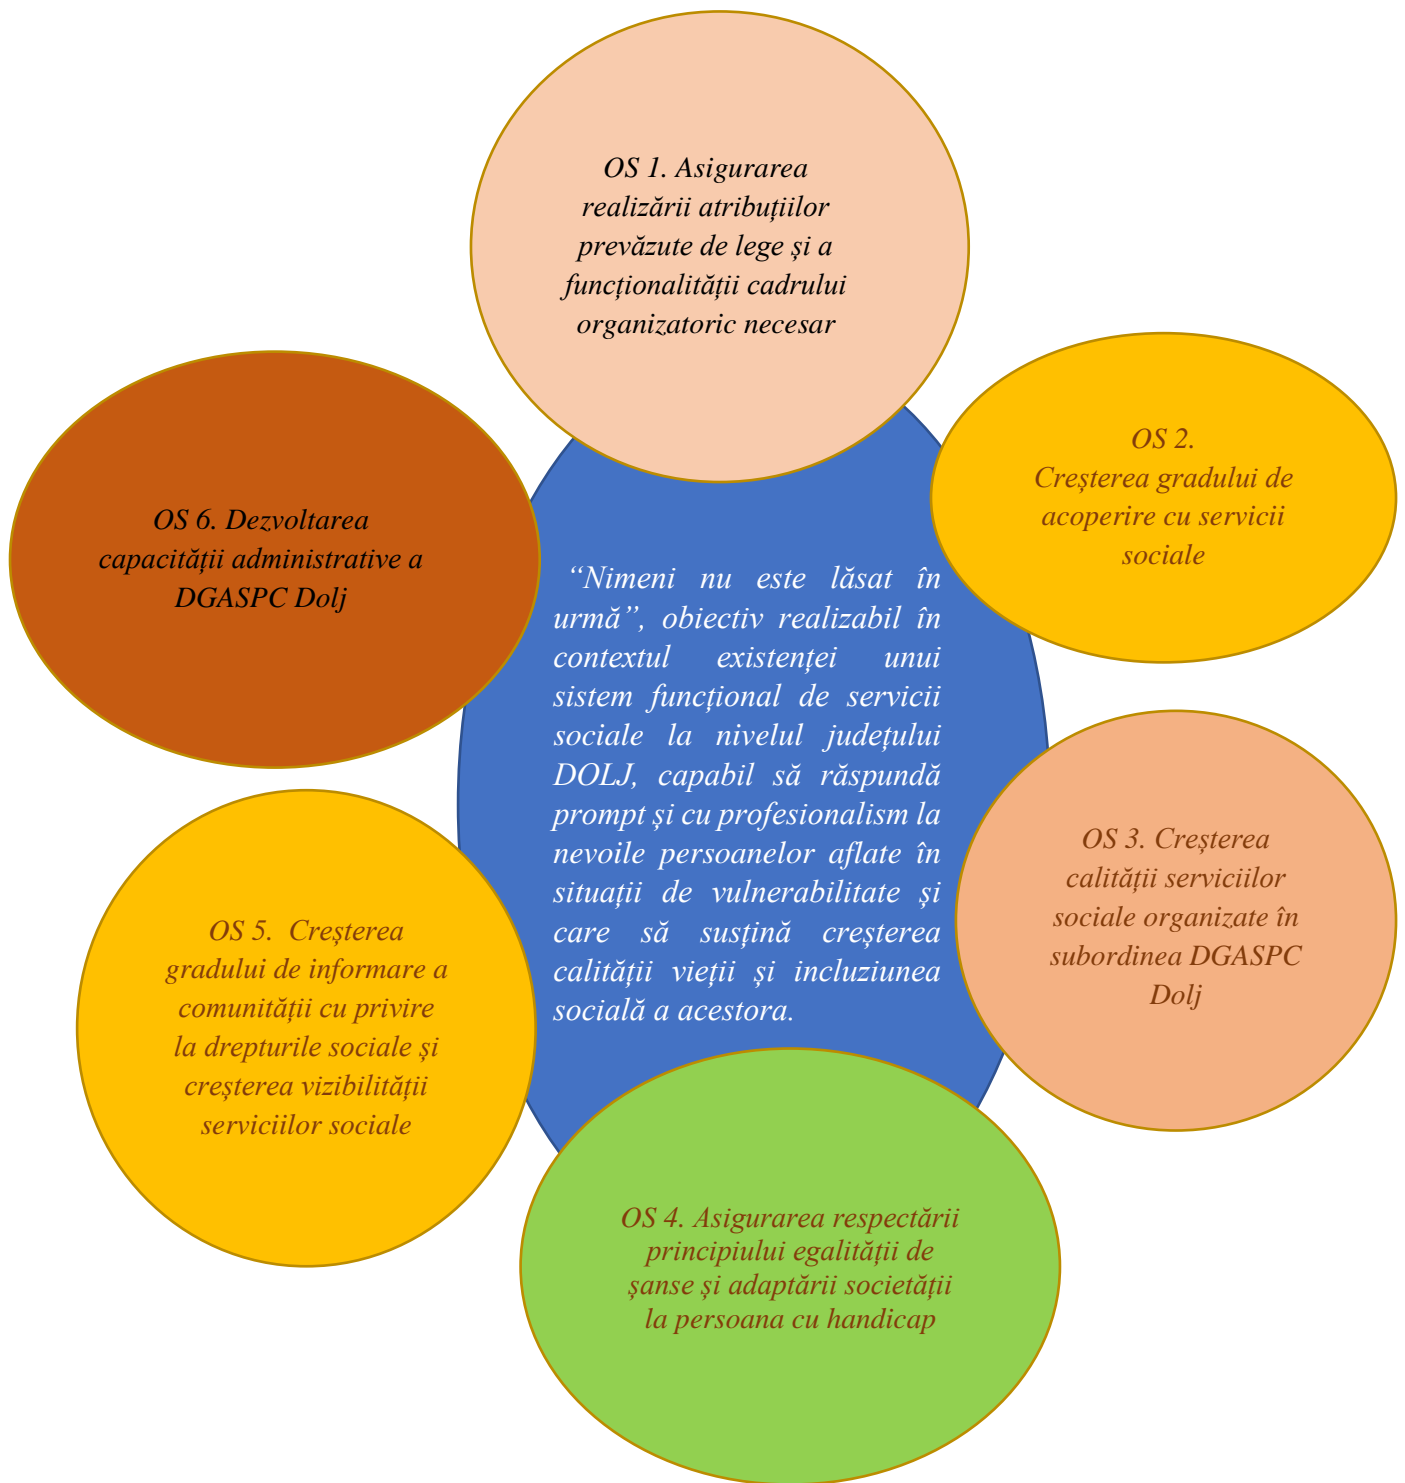 OS 1. Asigurarea
realizării atribuțiilor
prevăzute de lege și a
funcționalității cadrului
organizatoric necesar
OS 2.
Creșterea gradului de
acoperire cu servicii
sociale
OS 6. Dezvoltarea
capacității administrative a
DGASPC Dolj
“Nimeni nu este lăsat în
urmă”, obiectiv realizabil în
contextul existenței unui
sistem funcțional de servicii
sociale la nivelul județului
DOLJ, capabil să răspundă
prompt și cu profesionalism la
nevoile persoanelor aflate în
situații de vulnerabilitate și
care să susțină creșterea
calității vieții și incluziunea
socială a acestora.
OS 3. Creșterea
calității serviciilor
sociale organizate în
subordinea DGASPC
Dolj
OS 5.  Creșterea
gradului de informare a
comunității cu privire
la drepturile sociale și
creșterea vizibilității
serviciilor sociale
OS 4. Asigurarea respectării
principiului egalității de
șanse și adaptării societății
la persoana cu handicap